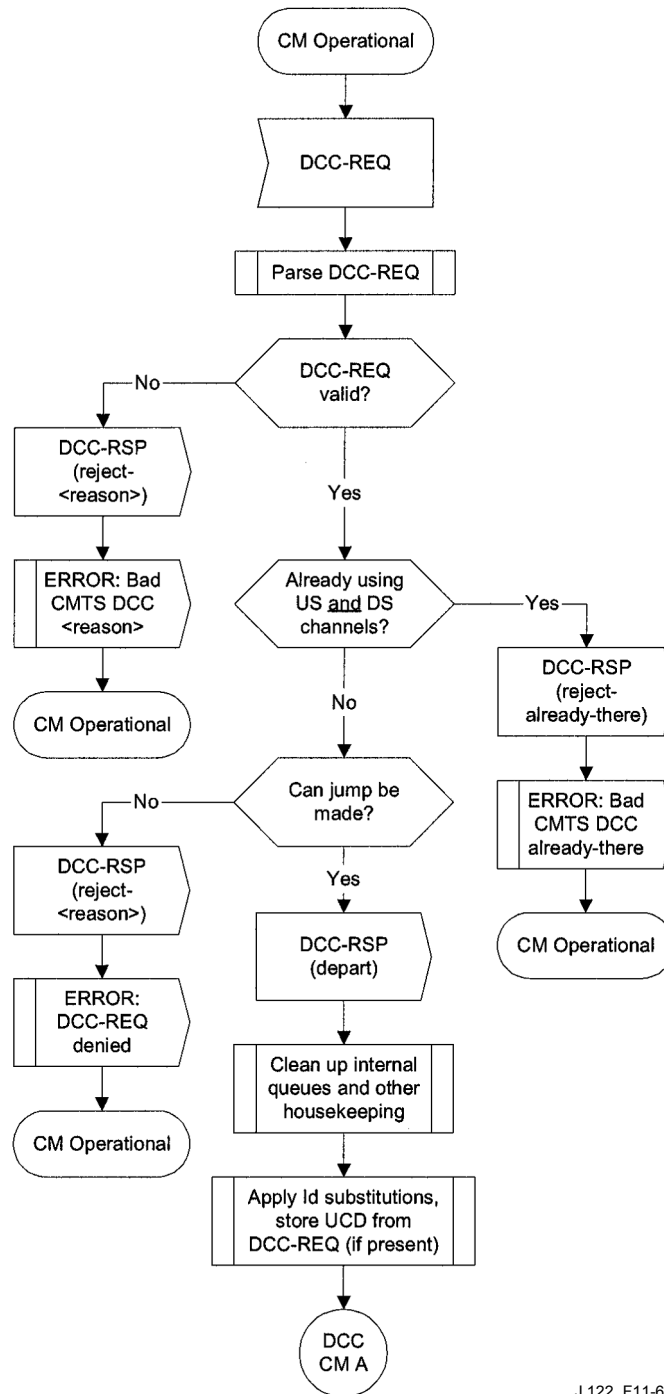 CM Operational
DCC-REQ
Parse DCC-REQ
DCC-REQ
valid?
No
DCC-RSP
(reject-
<reason>)
Yes
ERROR: Bad
CMTS DCC
<reason>
CM Operational
Already using
US and DS
channels?
Yes
DCC-RSP
(reject-
already-there)
ERROR: Bad
CMTS DCC
already-there
CM Operational
No
Can jump be
made?
No
DCC-RSP
(reject-
<reason>)
ERROR:
DCC-REQ
denied
CM Operational
Yes
DCC-RSP
(depart)
Clean up internal
queues and other
housekeeping
Apply Id substitutions,
store UCD from
DCC-REQ (if present)
DCC
CM A
J.122_F11-6